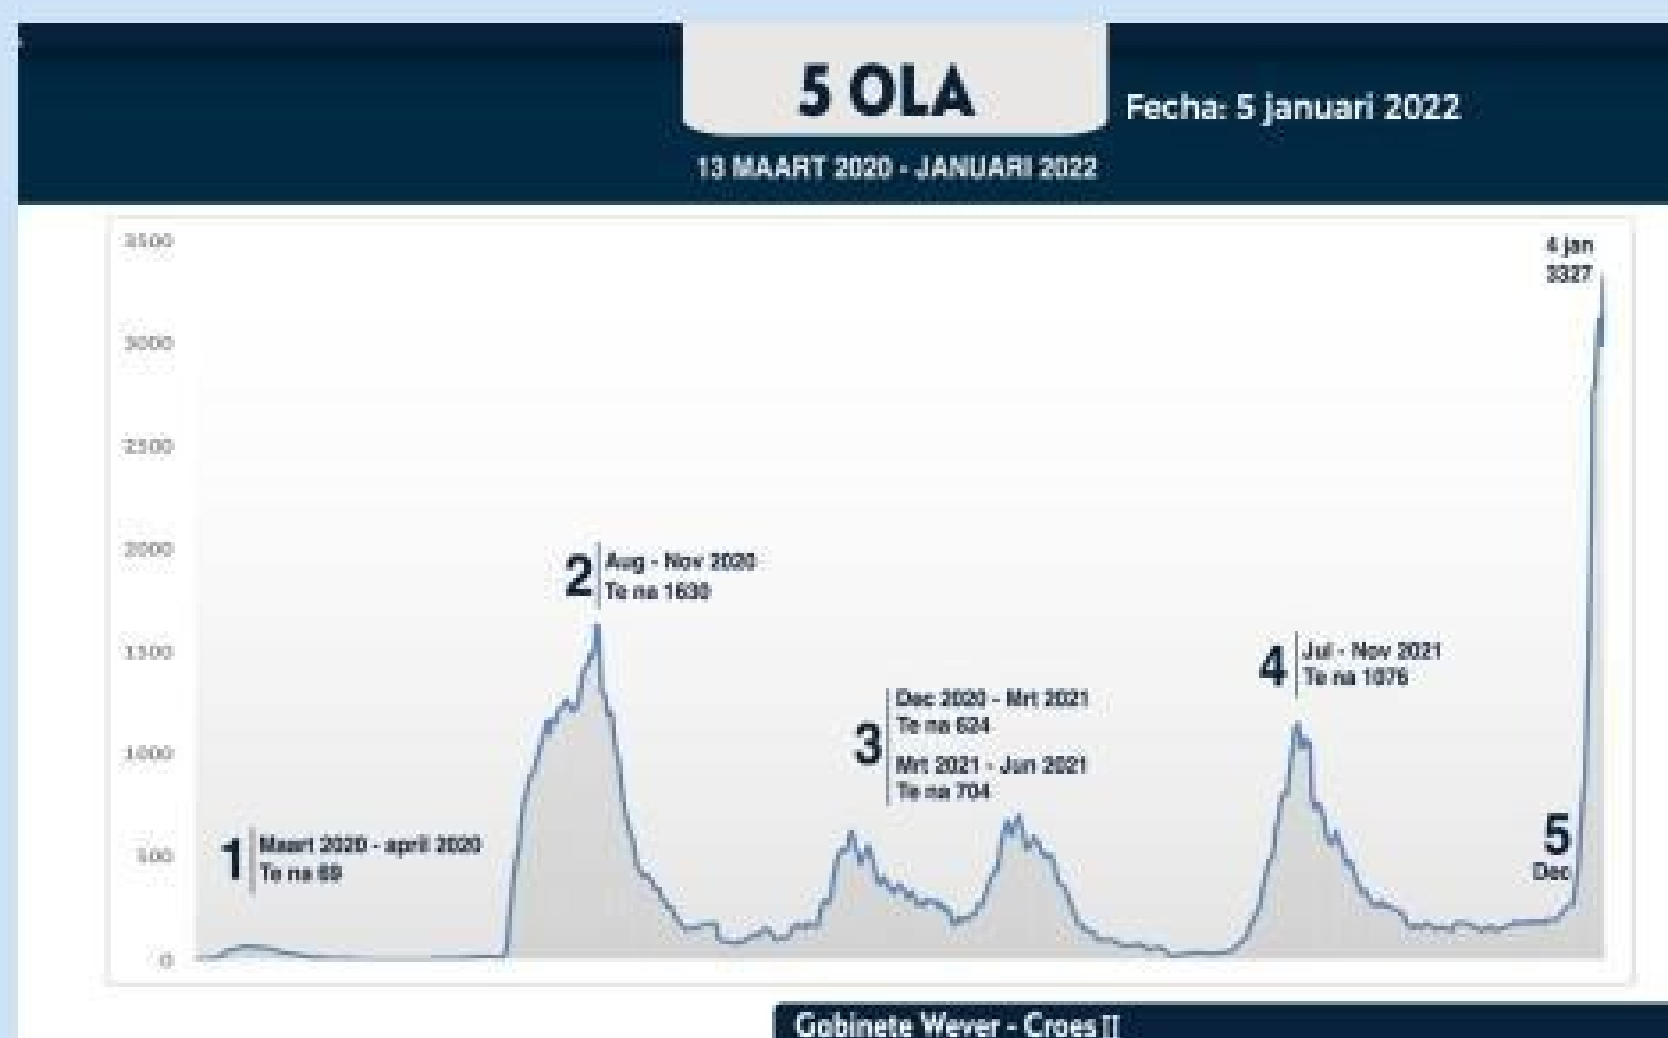 5 OLA
Fecha: 5 januari 2022
13 MAART 2020 - JANUARI 2022
3500
3000
2500
2000
1500
1000
500
0
1
Maart 2020 - april 2020
Te na 69
2
Aug - Nov 2020
Te na 1630
3
Dec 2020 - Mrt 2021
Te na 624
Mrt 2021 - Jun 2021
Te na 704
4
Jul - Nov 2021
Te na 1076
5
Dec
4 jan
3327
Gabinete Wever - Croes II